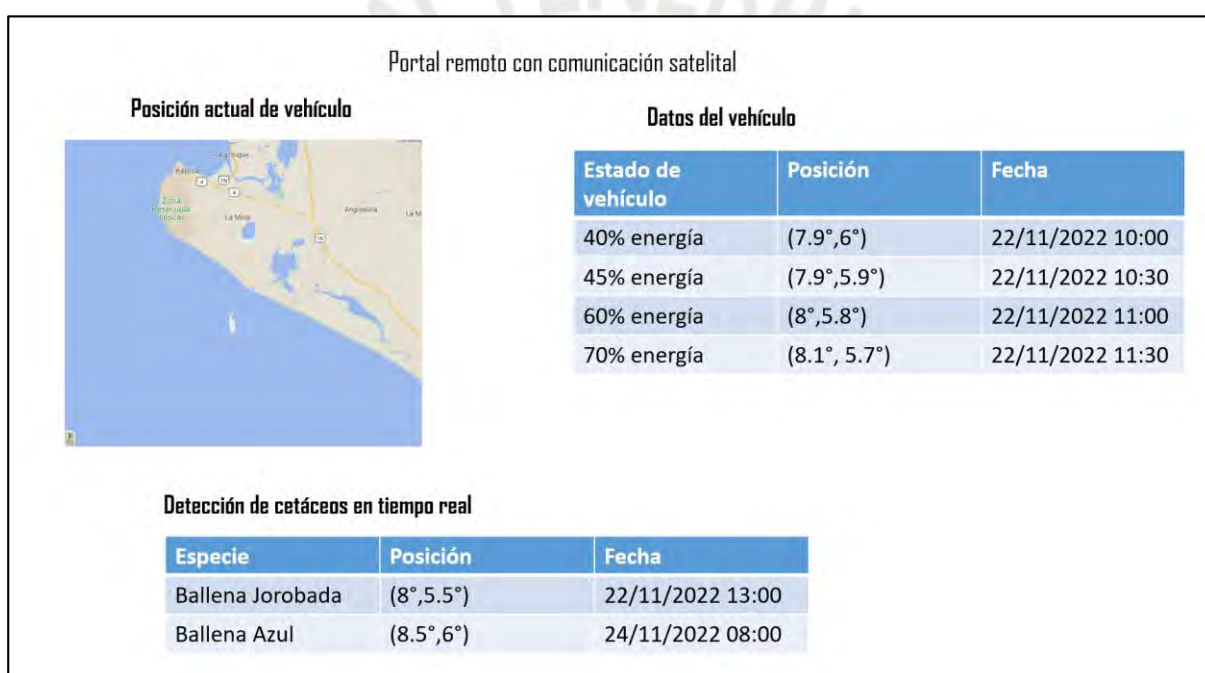 Portal remoto con comunicación satelital
Posición actual de vehículo
La Mina
Angostura
Datos del vehículo
Estado de vehículo Posición Fecha
40% energía (7.9°,6°) 22/11/2022 10:00
45% energía (7.9°,5.9°) 22/11/2022 10:30
60% energía (8°,5.8°) 22/11/2022 11:00
70% energía (8.1°, 5.7°) 22/11/2022 11:30
Detección de cetáceos en tiempo real
Especie Posición Fecha
Ballena Jorobada (8°,5.5°) 22/11/2022 13:00
Ballena Azul (8.5°,6°) 24/11/2022 08:00